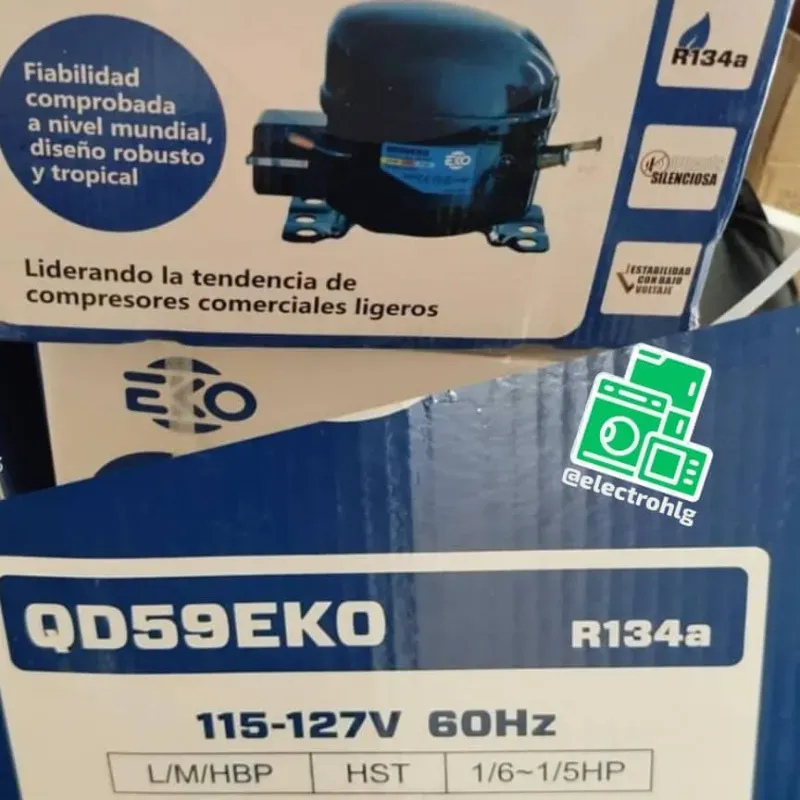 Fiabilidad
comprobada
a nivel mundial,
diseño robusto
y tropical
R134a
SILENCIOSA
ESTABILIDAD
CON BAJO
VOLTAJE
EKO
Liderando la tendencia de
compresores comerciales ligeros
EKO
@electrohlg
QD59EKO
R134a
115-127V 60Hz
L/M/HBP HST 1/6~1/5HP